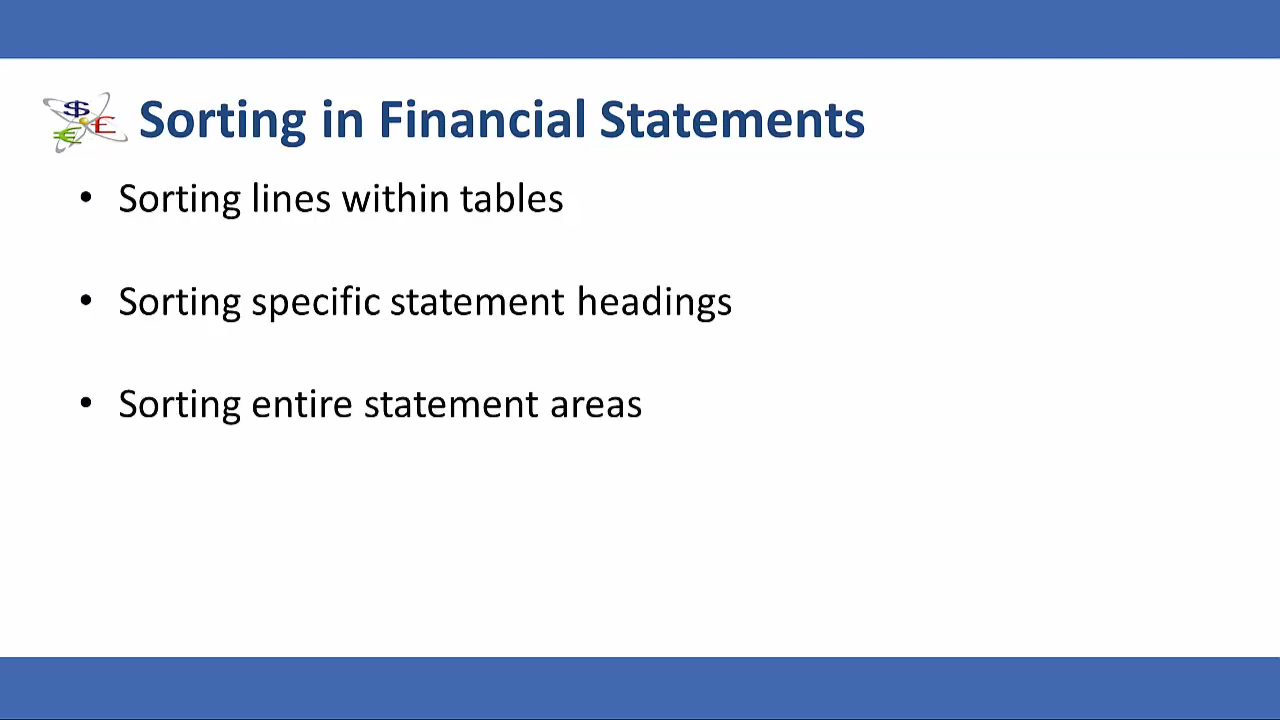 $
€
£
Sorting in Financial Statements
• Sorting lines within tables
• Sorting specific statement headings
• Sorting entire statement areas